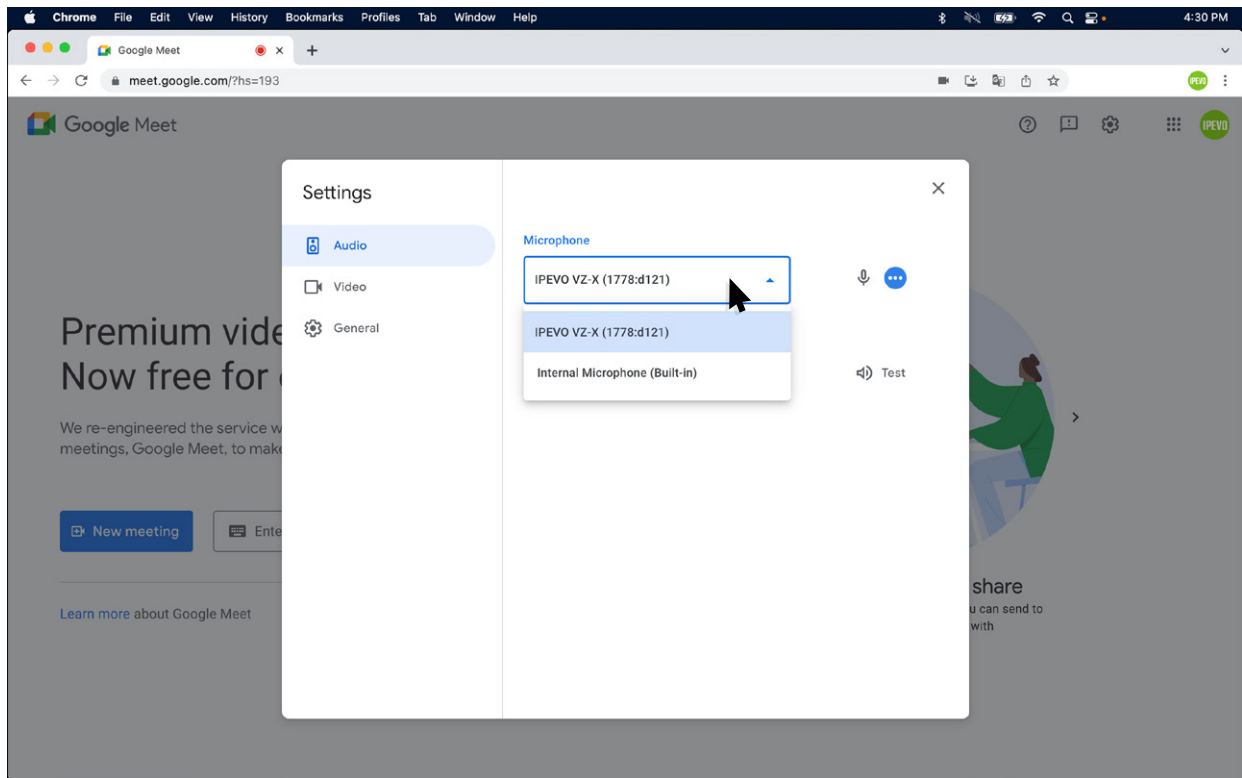 Chrome File Edit View History Bookmarks Profiles Tab Window Help 4:30 PM
Google Meet
meet.google.com/?hs=193
IPEVO
Google Meet
IPEVO
Settings
Audio
Video
General
Microphone
IPEVO VZ-X (1778:d121)
IPEVO VZ-X (1778:d121)
Internal Microphone (Built-in)
Test
Premium vide
Now free for
We re-engineered the service w
meetings, Google Meet, to make
New meeting
Ente
Learn more about Google Meet
share
u can send to
with